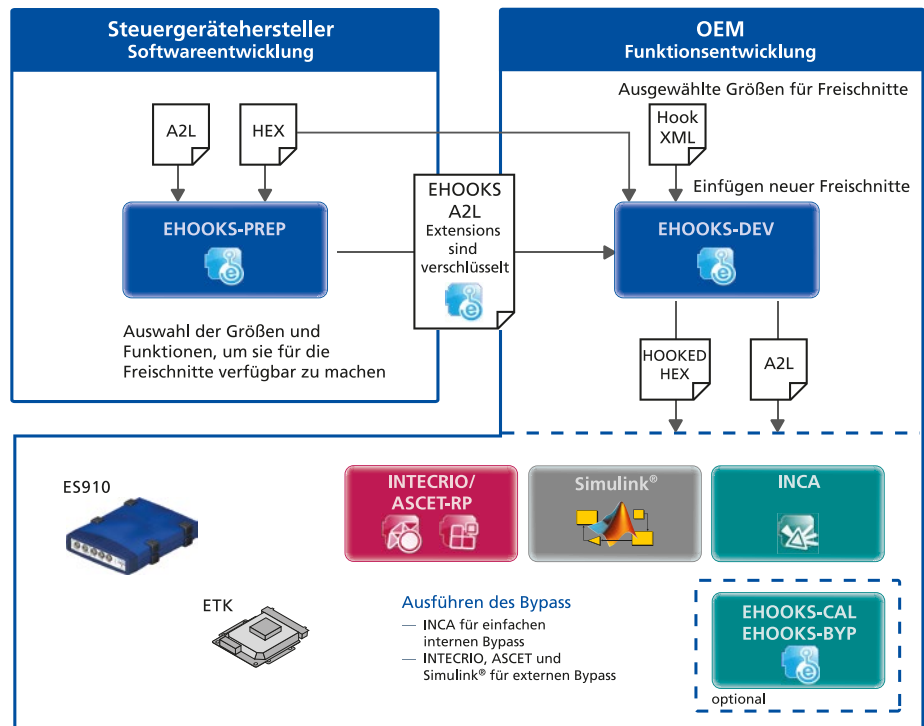 Steuergerätehersteller
Softwareentwicklung
A2L
HEX
EHOOKS-PREP
Auswahl der Größen und
Funktionen, um sie für die
Freischnitte verfügbar zu machen
EHOOKS
A2L
Extensions
sind
verschlüsselt
OEM
Funktionsentwicklung
Ausgewählte Größen für Freischnitte
Hook
XML
Einfügen neuer Freischnitte
EHOOKS-DEV
HOOKED
HEX
A2L
ES910
ETK
INTECRIO/
ASCET-RP
Simulink®
INCA
Ausführen des Bypass
— INCA für einfachen
internen Bypass
— INTECRIO, ASCET und
Simulink® für externen Bypass
EHOOKS-CAL
EHOOKS-BYP
optional